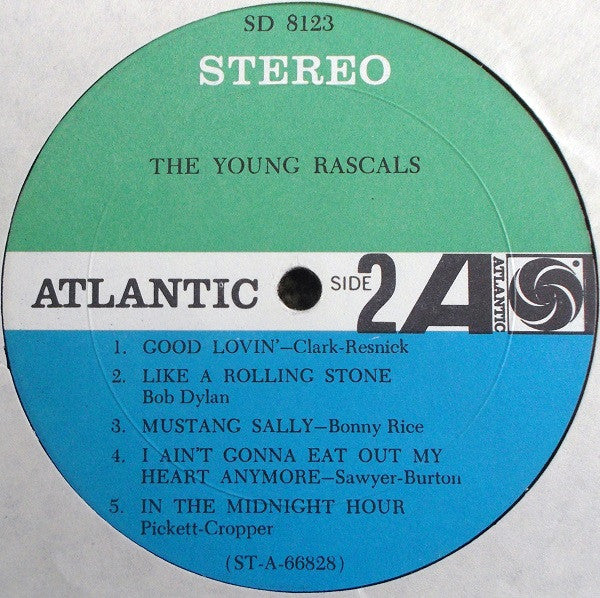 SD 8123
STEREO
THE YOUNG RASCALS
ATLANTIC
SIDE 2
A
ATLANTIC
1. GOOD LOVIN'—Clark-Resnick
2. LIKE A ROLLING STONE
Bob Dylan
3. MUSTANG SALLY—Bonny Rice
4. I AIN'T GONNA EAT OUT MY
HEART ANYMORE—Sawyer-Burton
5. IN THE MIDNIGHT HOUR
Pickett-Cropper
(ST-A-66828)